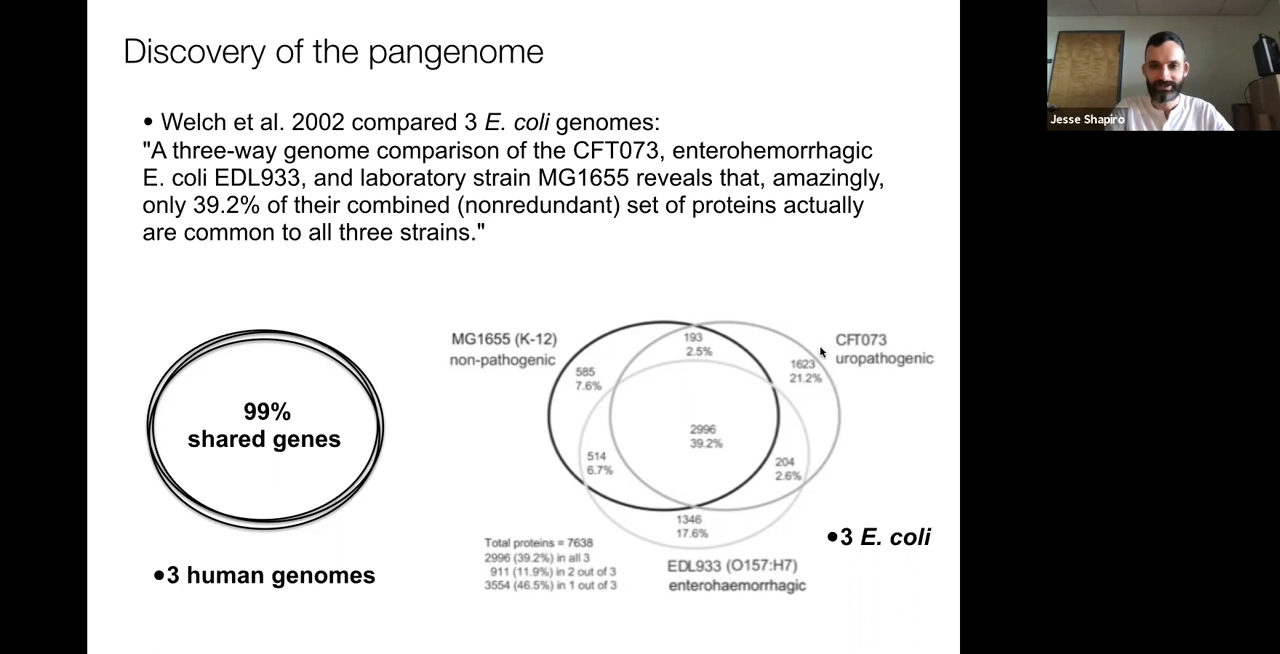 Discovery of the pangenome
• Welch et al. 2002 compared 3 E. coli genomes:
"A three-way genome comparison of the CFT073, enterohemorrhagic
E. coli EDL933, and laboratory strain MG1655 reveals that, amazingly,
only 39.2% of their combined (nonredundant) set of proteins actually
are common to all three strains."
99%
shared genes
•3 human genomes
MG1655 (K-12)
non-pathogenic
CFT073
uropathogenic
193
2.5%
585
7.6%
1623
21.2%
2996
39.2%
514
6.7%
204
2.6%
1346
17.6%
Total proteins = 7638
2996 (39.2%) in all 3
911 (11.9%) in 2 out of 3
3554 (46.5%) in 1 out of 3
EDL933 (O157:H7)
enterohaemorrhagic
•3 E. coli
Jesse Shapiro